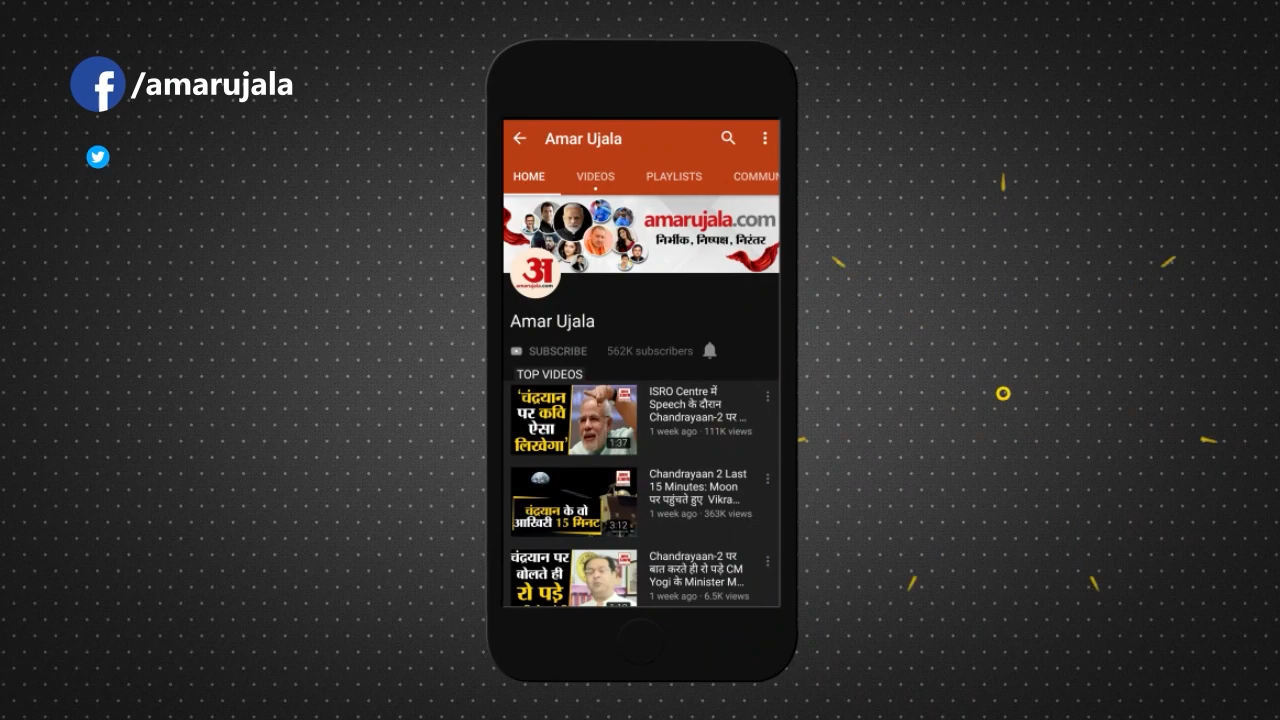 /amarujala
Amar Ujala
HOME VIDEOS PLAYLISTS COMMUN
amarujala.com
निर्भीक, निष्पक्ष, निरंतर
अ
amarujala.com
Amar Ujala
SUBSCRIBE 562K subscribers
TOP VIDEOS
'चंद्रयान
पर कवि
ऐसा
लिखेगा'
1:37
ISRO Centre में
Speech के दौरान
Chandrayaan-2 पर ...
1 week ago · 111K views
चंद्रयान के वो
आखिरी 15 मिनट
3:12
Chandrayaan 2 Last
15 Minutes: Moon
पर पहुंचते हुए Vikra...
1 week ago · 363K views
चंद्रयान पर
बोलते ही
रो पड़े
Chandrayaan-2 पर
बात करते ही रो पड़े CM
Yogi के Minister M...
1 week ago · 6.5K views